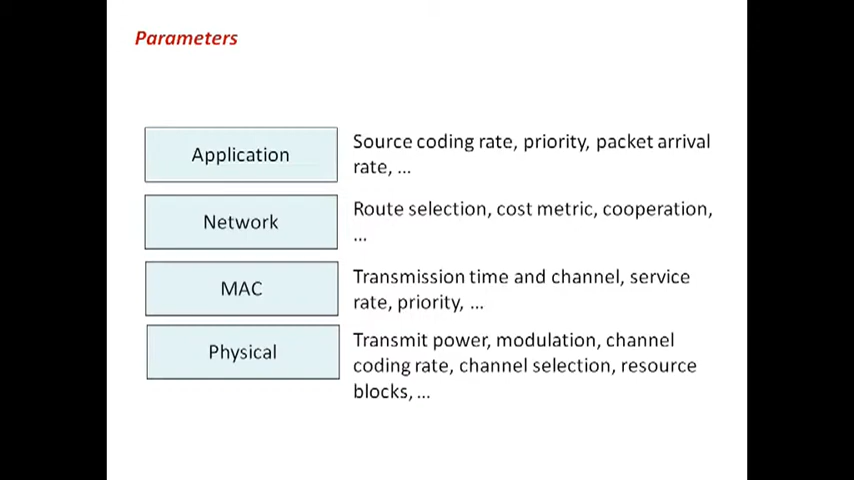 Parameters
Application
Source coding rate, priority, packet arrival
rate, ...
Network
Route selection, cost metric, cooperation,
...
MAC
Transmission time and channel, service
rate, priority, ...
Physical
Transmit power, modulation, channel
coding rate, channel selection, resource
blocks, ...